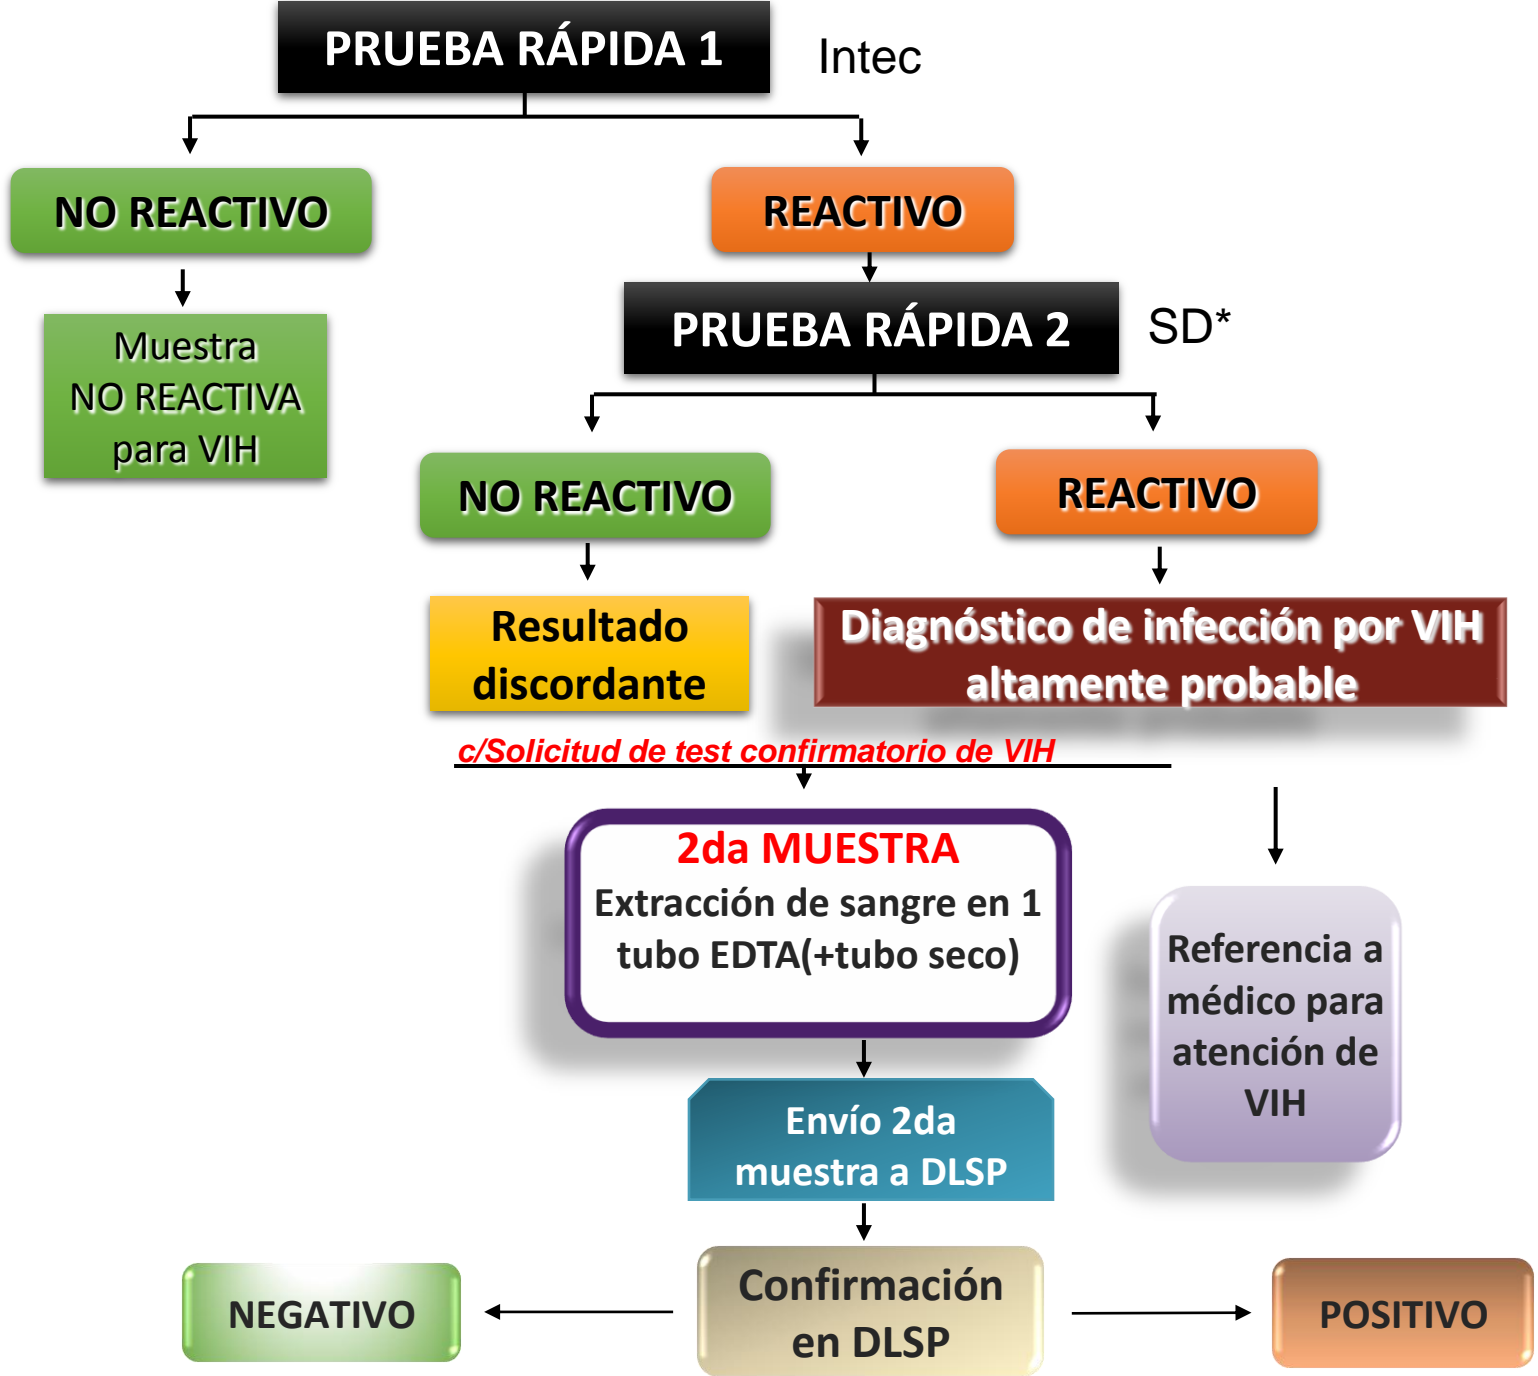 PRUEBA RÁPIDA 1
Intec
NO REACTIVO
REACTIVO
Muestra
NO REACTIVA
para VIH
PRUEBA RÁPIDA 2
SD*
NO REACTIVO
REACTIVO
Resultado
discordante
Diagnóstico de infección por VIH
altamente probable
c/Solicitud de test confirmatorio de VIH
2da MUESTRA
Extracción de sangre en 1
tubo EDTA(+tubo seco)
Referencia a
médico para
atención de
VIH
Envío 2da
muestra a DLSP
NEGATIVO
Confirmación
en DLSP
POSITIVO